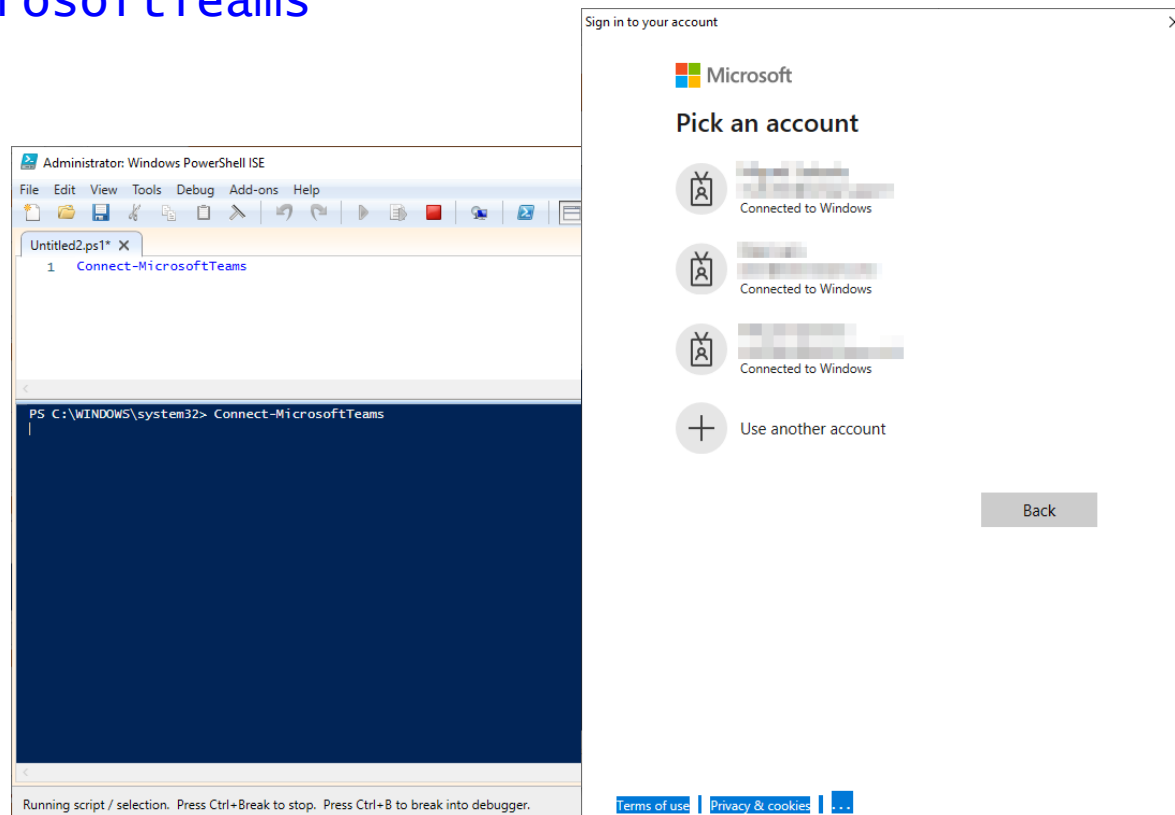 rosoftTeams
Sign in to your account
Microsoft
Pick an account
Connected to Windows
Connected to Windows
Connected to Windows
Use another account
Back
Terms of use
Privacy & cookies
...
Administrator: Windows PowerShell ISE
File Edit View Tools Debug Add-ons Help
Untitled2.ps1* X
1 Connect-MicrosoftTeams
PS C:\WINDOWS\system32> Connect-MicrosoftTeams
Running script / selection. Press Ctrl+Break to stop. Press Ctrl+B to break into debugger.